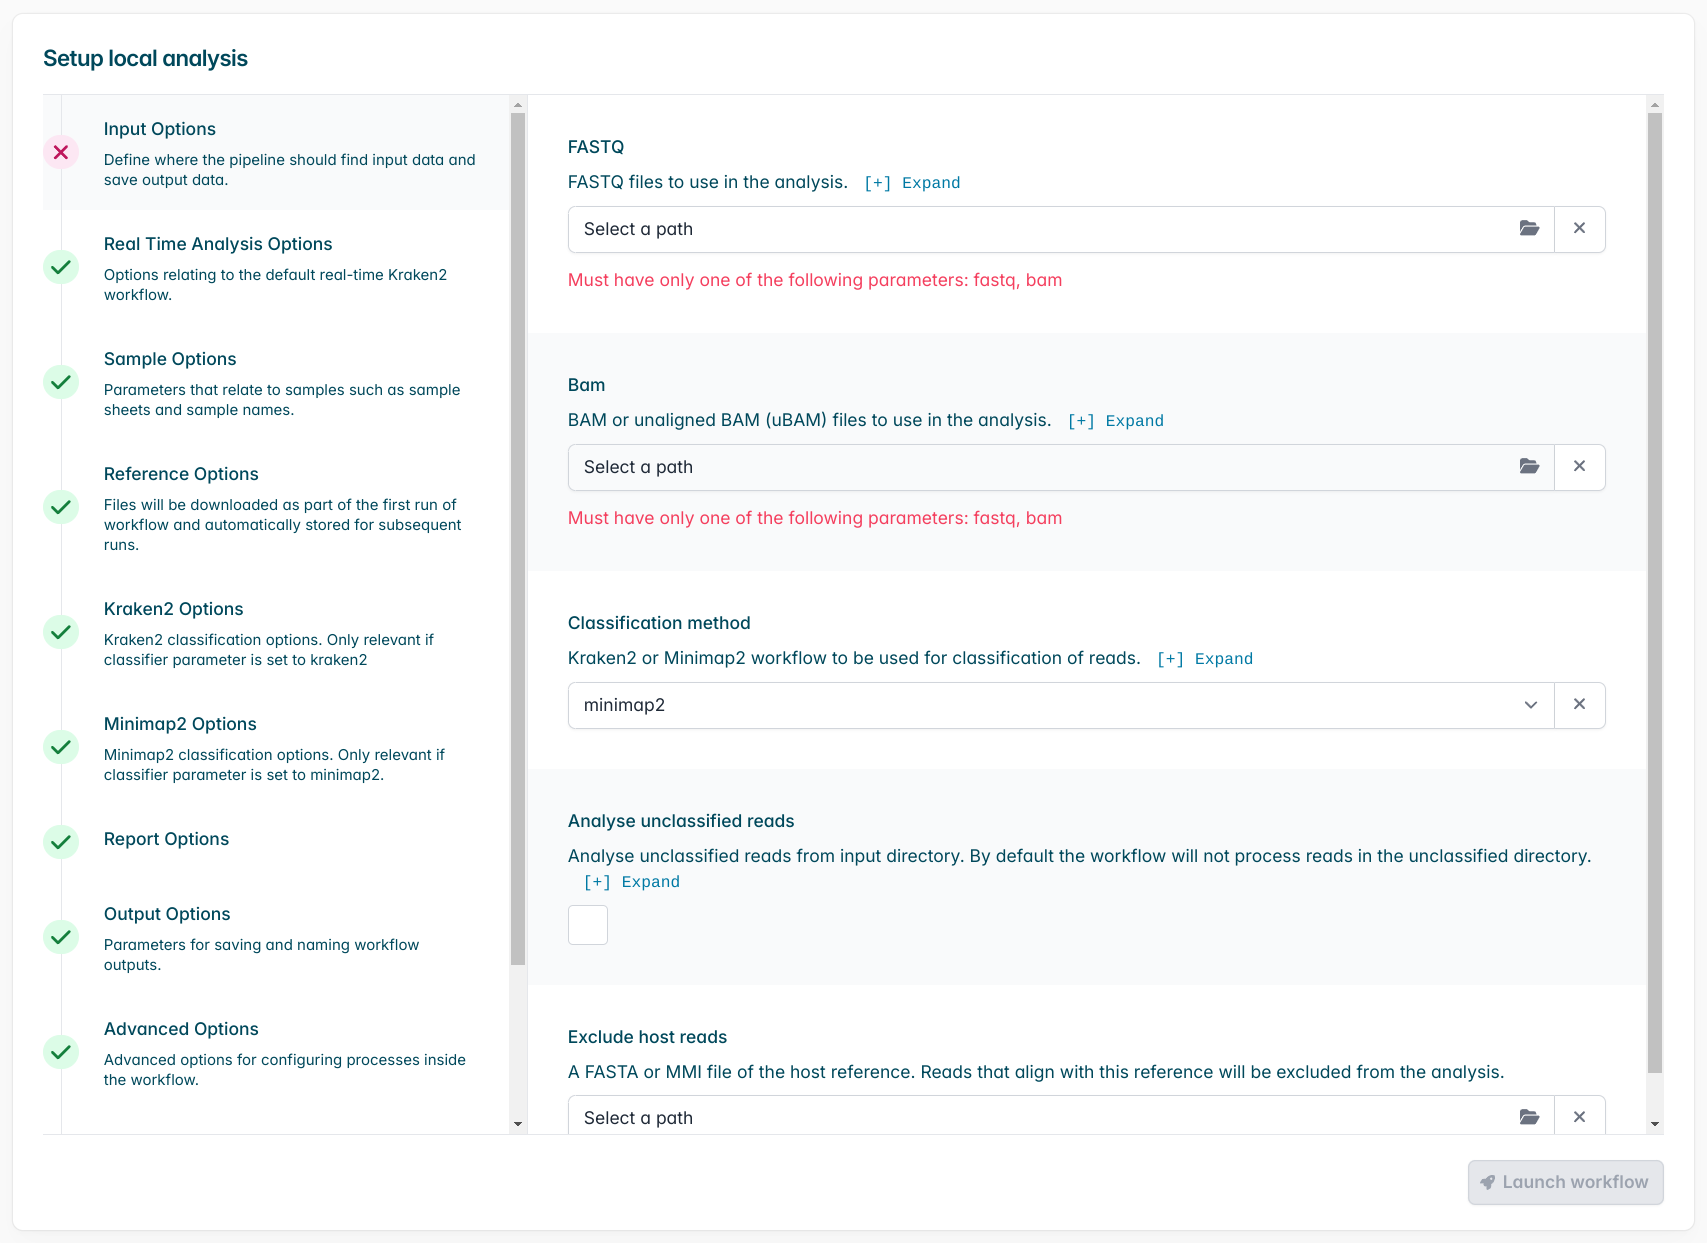 Setup local analysis
Input Options
Define where the pipeline should find input data and
save output data.
Real Time Analysis Options
Options relating to the default real-time Kraken2
workflow.
Sample Options
Parameters that relate to samples such as sample
sheets and sample names.
Reference Options
Files will be downloaded as part of the first run of
workflow and automatically stored for subsequent
runs.
Kraken2 Options
Kraken2 classification options. Only relevant if
classifier parameter is set to kraken2
Minimap2 Options
Minimap2 classification options. Only relevant if
classifier parameter is set to minimap2.
Report Options
Output Options
Parameters for saving and naming workflow
outputs.
Advanced Options
Advanced options for configuring processes inside
the workflow.
FASTQ
FASTQ files to use in the analysis. [+] Expand
Select a path
Must have only one of the following parameters: fastq, bam
Bam
BAM or unaligned BAM (uBAM) files to use in the analysis. [+] Expand
Select a path
Must have only one of the following parameters: fastq, bam
Classification method
Kraken2 or Minimap2 workflow to be used for classification of reads. [+] Expand
minimap2
Analyse unclassified reads
Analyse unclassified reads from input directory. By default the workflow will not process reads in the unclassified directory.
[+] Expand
Exclude host reads
A FASTA or MMI file of the host reference. Reads that align with this reference will be excluded from the analysis.
Select a path
Launch workflow